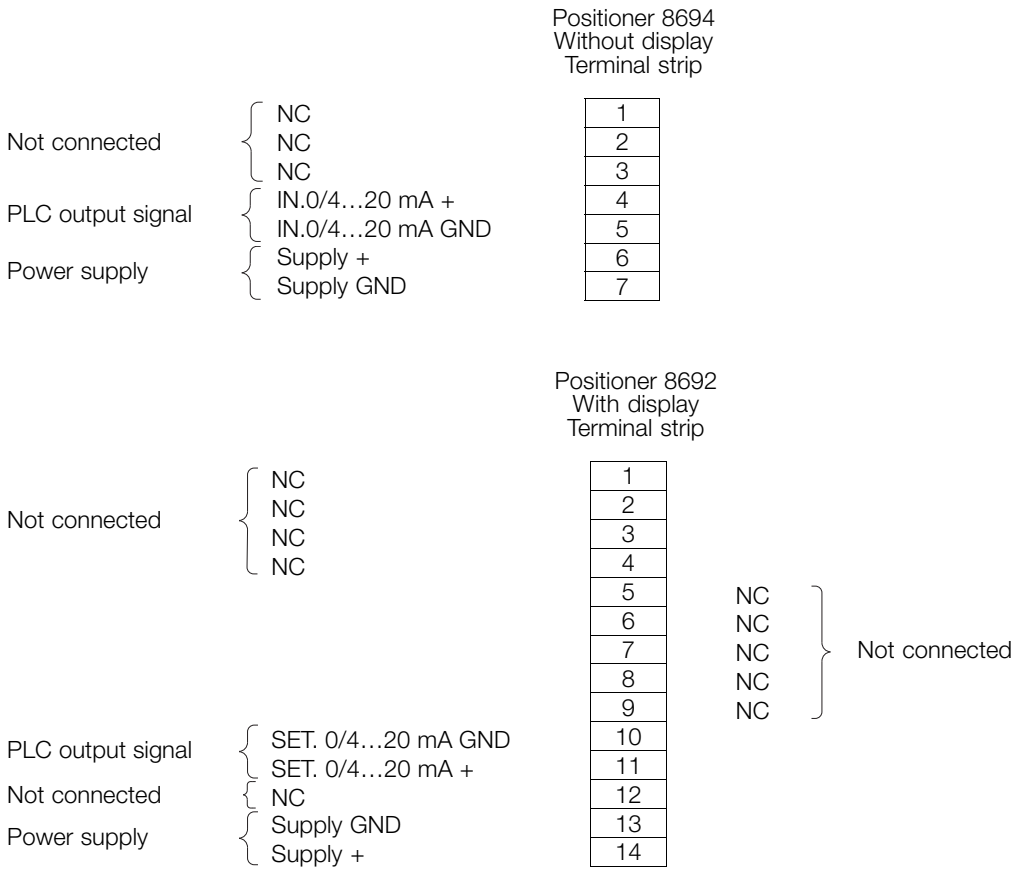 Positioner 8694
Without display
Terminal strip
NC 1
Not connected NC 2
NC 3
PLC output signal IN.0/4…20 mA + 4
IN.0/4…20 mA GND 5
Power supply Supply + 6
Supply GND 7
Positioner 8692
With display
Terminal strip
NC 1
NC 2
Not connected NC 3
NC 4
5 NC
6 NC
7 NC Not connected
8 NC
9 NC
PLC output signal SET. 0/4…20 mA GND 10
SET. 0/4…20 mA + 11
Not connected NC 12
Power supply Supply GND 13
Supply + 14